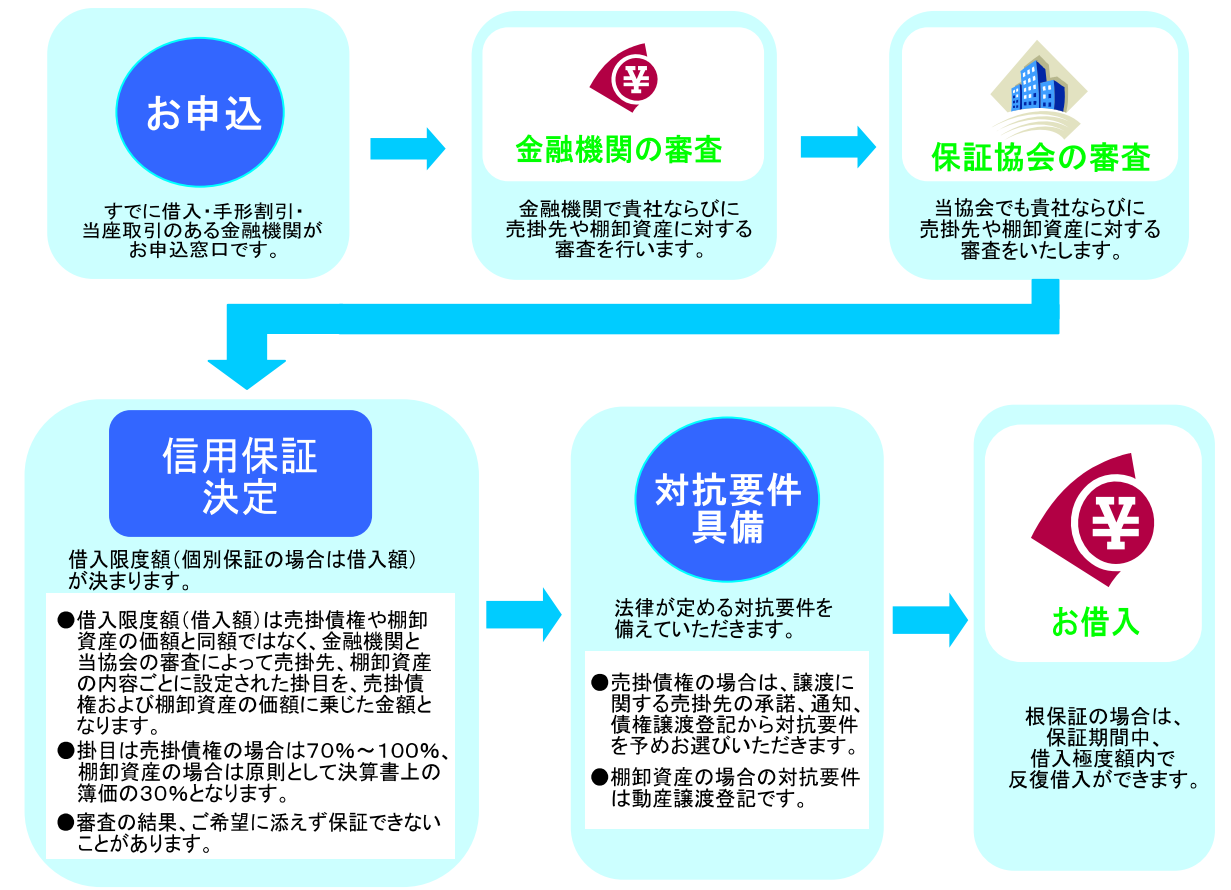 お申込
すでに借入・手形割引・
当座取引のある金融機関が
お申込窓口です。
¥
金融機関の審査
金融機関で貴社ならびに
売掛先や棚卸資産に対する
審査を行います。
保証協会の審査
当協会でも貴社ならびに
売掛先や棚卸資産に対する
審査をいたします。
信用保証
決定
借入限度額(個別保証の場合は借入額)
が決まります。
●借入限度額(借入額)は売掛債権や棚卸
資産の価額と同額ではなく、金融機関と
当協会の審査によって売掛先、棚卸資産
の内容ごとに設定された掛目を、売掛債
権および棚卸資産の価額に乗じた金額と
なります。
●掛目は売掛債権の場合は70%~100%、
棚卸資産の場合は原則として決算書上の
簿価の30%となります。
●審査の結果、ご希望に添えず保証できない
ことがあります。
対抗要件
具備
法律が定める対抗要件を
備えていただきます。
●売掛債権の場合は、譲渡に
関する売掛先の承諾、通知、
債権譲渡登記から対抗要件
を予めお選びいただきます。
●棚卸資産の場合の対抗要件
は動産譲渡登記です。
¥
お借入
根保証の場合は、
保証期間中、
借入極度額内で
反復借入ができます。